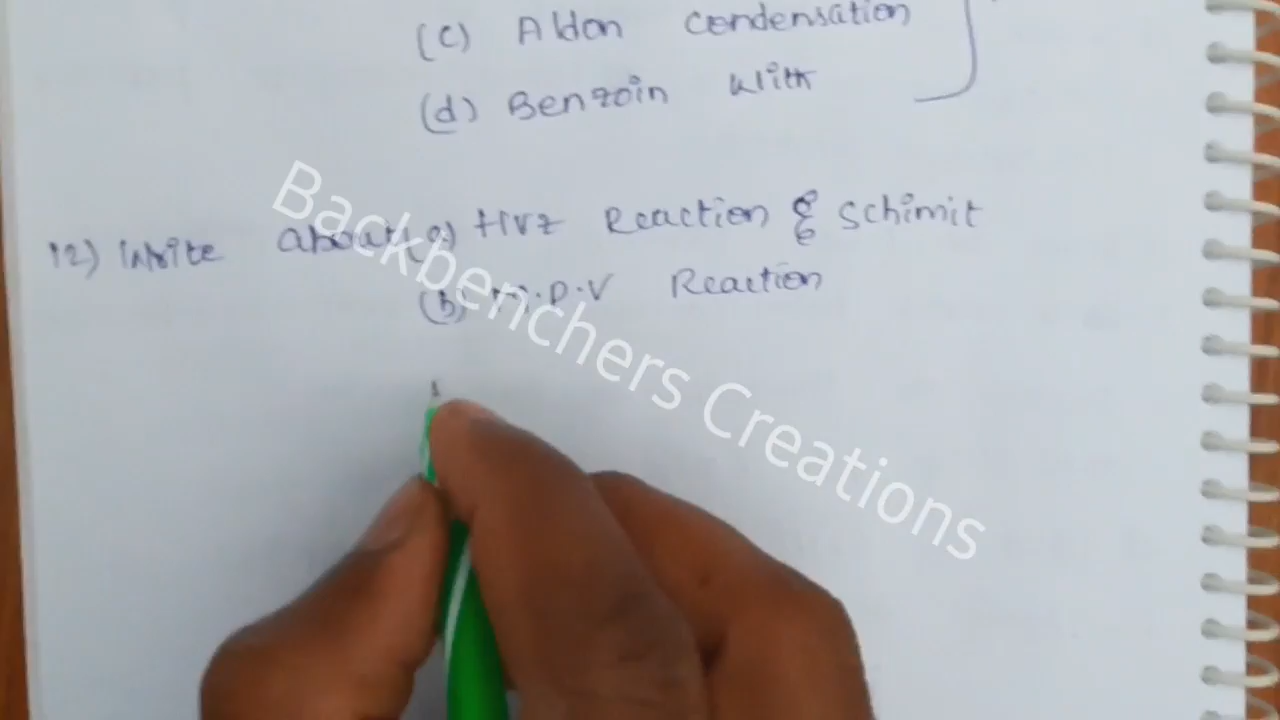 (c) Aldon Condensation
(d) Benzoin With
12) Write about (a) HVZ Reaction & Schimit
(b) M.P.V Reaction
Backbenchers Creations